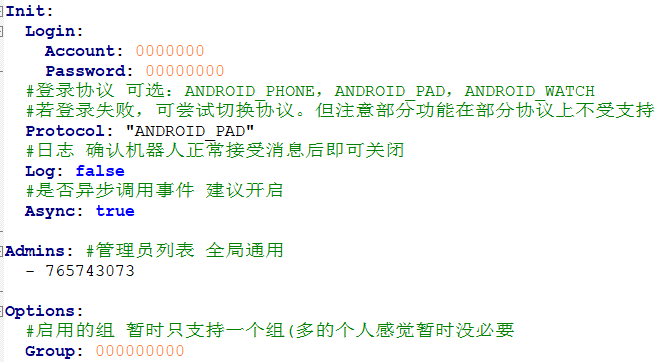 Init:
Login:
Account: 0000000
Password: 00000000
#登录协议 可选：ANDROID_PHONE，ANDROID_PAD，ANDROID_WATCH
#若登录失败，可尝试切换协议。但注意部分功能在部分协议上不受支持
Protocol: "ANDROID_PAD"
#日志 确认机器人正常接受消息后即可关闭
Log: false
#是否异步调用事件 建议开启
Async: true
Admins: #管理员列表 全局通用
- 765743073
Options:
#启用的组 暂时只支持一个组(多的个人感觉暂时没必要
Group: 000000000